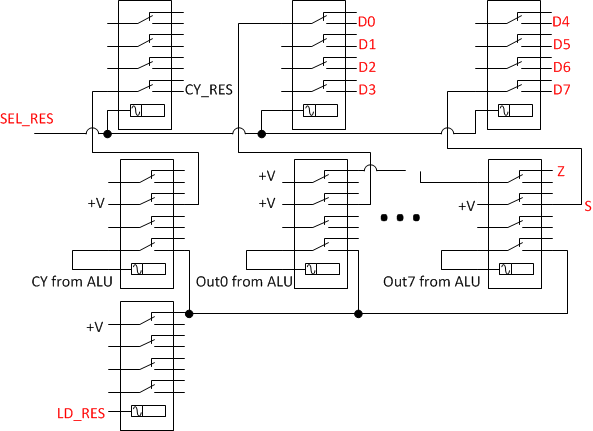 D0
D4
D1
D5
D2
D6
CY_RES
D3
D7
SEL_RES
+V
Z
+V
+V
+V
S
CY from ALU
Out0 from ALU
Out7 from ALU
+V
LD_RES